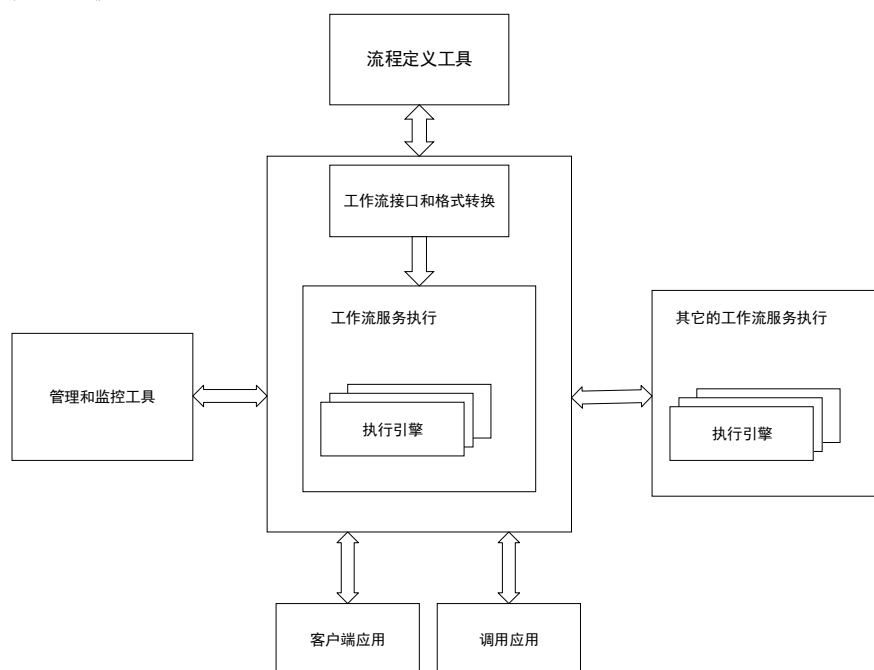 流程定义工具
工作流接口和格式转换
工作流服务执行
其它的工作流服务执行
管理和监控工具
执行引擎
执行引擎
客户端应用
调用应用